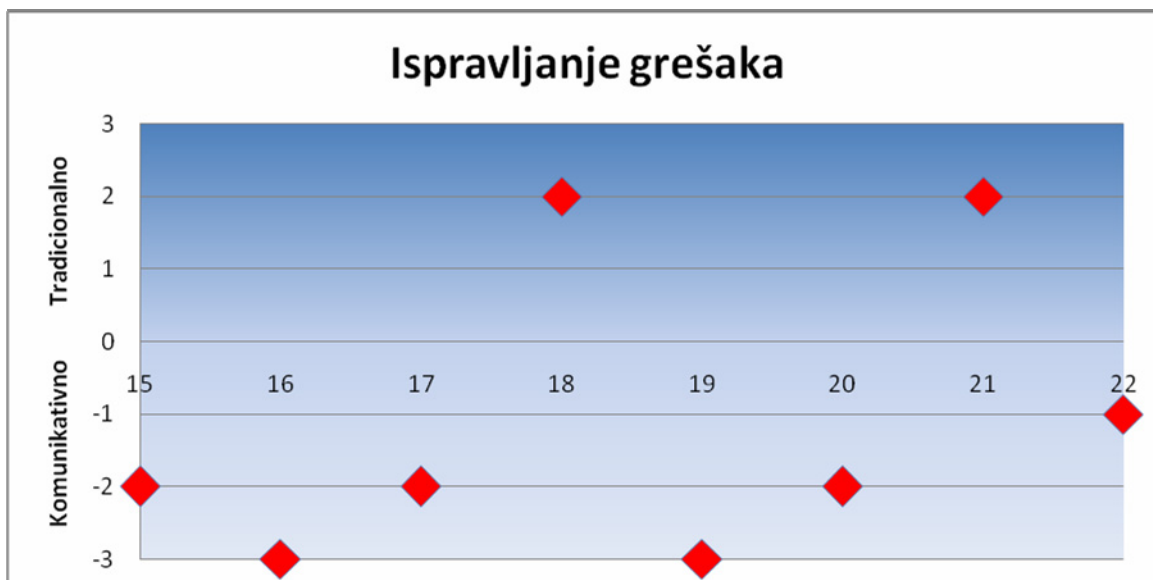 Ispravljanje grešaka
Tradicionalno
Komunikativno
3
2
1
0
-1
-2
-3
15 16 17 18 19 20 21 22